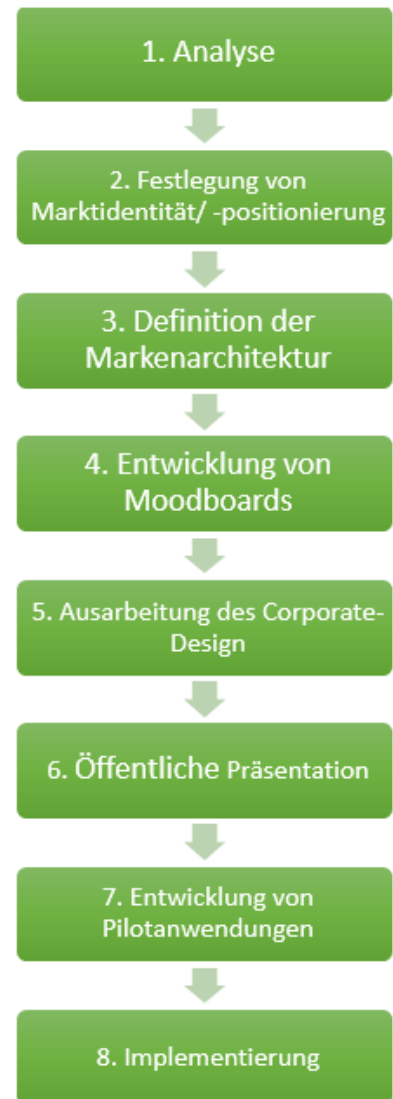 1. Analyse
2. Festlegung von
Marktidentität/ -positionierung
3. Definition der
Markenarchitektur
4. Entwicklung von
Moodboards
5. Ausarbeitung des Corporate-
Design
6. Öffentliche Präsentation
7. Entwicklung von
Pilotanwendungen
8. Implementierung